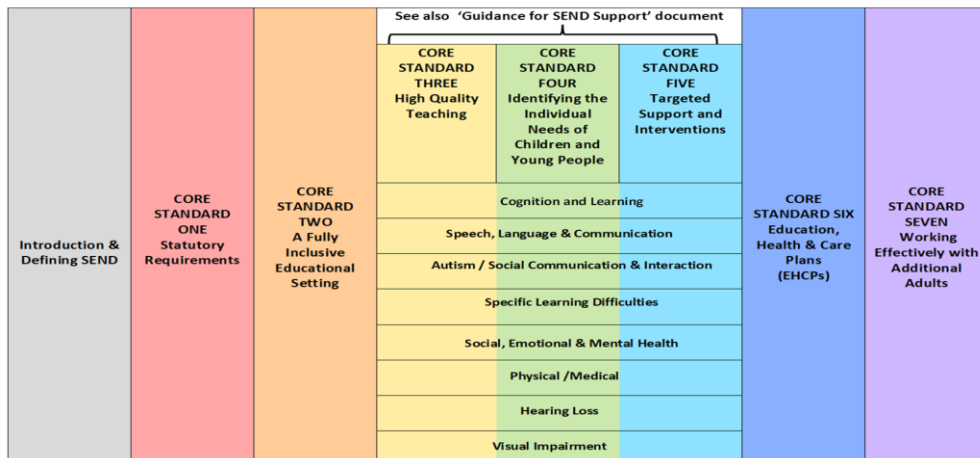 See also ‘Guidance for SEND Support’ document
Introduction &
Defining SEND
CORE
STANDARD
ONE
Statutory
Requirements
CORE
STANDARD
TWO
A Fully
Inclusive
Educational
Setting
CORE
STANDARD
THREE
High Quality
Teaching
CORE
STANDARD
FOUR
Identifying the
Individual
Needs of
Children and
Young People
CORE
STANDARD
FIVE
Targeted
Support and
Interventions
Cognition and Learning
Speech, Language & Communication
Autism / Social Communication & Interaction
Specific Learning Difficulties
Social, Emotional & Mental Health
Physical /Medical
Hearing Loss
Visual Impairment
CORE
STANDARD SIX
Education,
Health & Care
Plans
(EHCPs)
CORE
STANDARD
SEVEN
Working
Effectively with
Additional
Adults